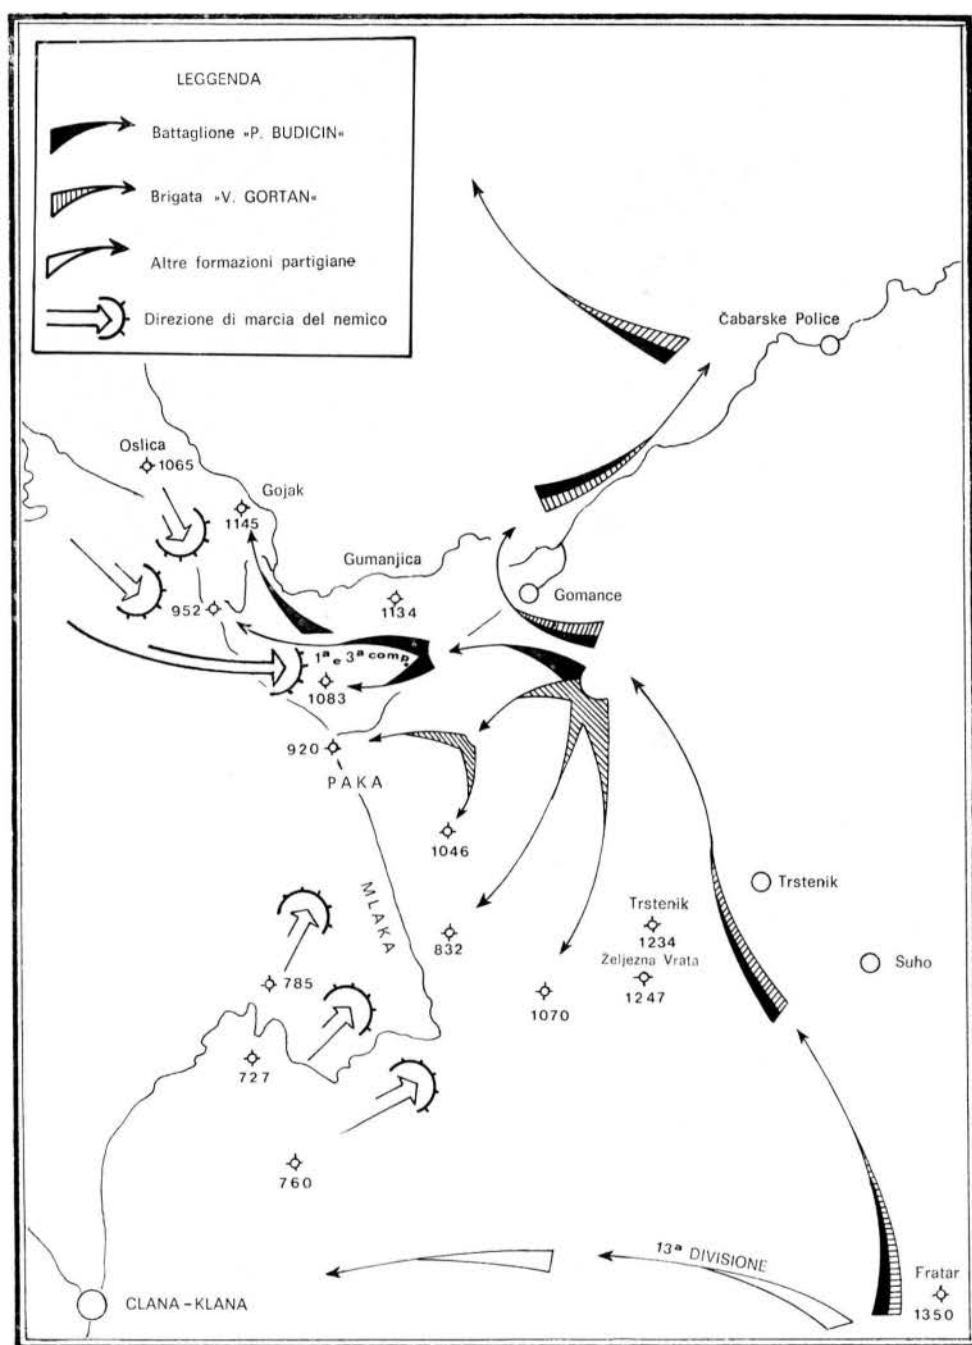 LEGGENDA
Battaglione »P. BUDICIN«
Brigata »V. GORTAN«
Altre formazioni partigiane
Direzione di marcia del nemico
Čabarske Police
Oslica
1065
Gojak
1145
Gumanjica
1134
Gomance
952
1ª e 3ª comp.
1083
920
PAKA
1046
Trstenik
MLAKA
832
Trstenik
1234
Željezna Vrata
1247
Suho
785
1070
727
760
13ª DIVISIONE
Fratar
1350
CLANA – KLANA